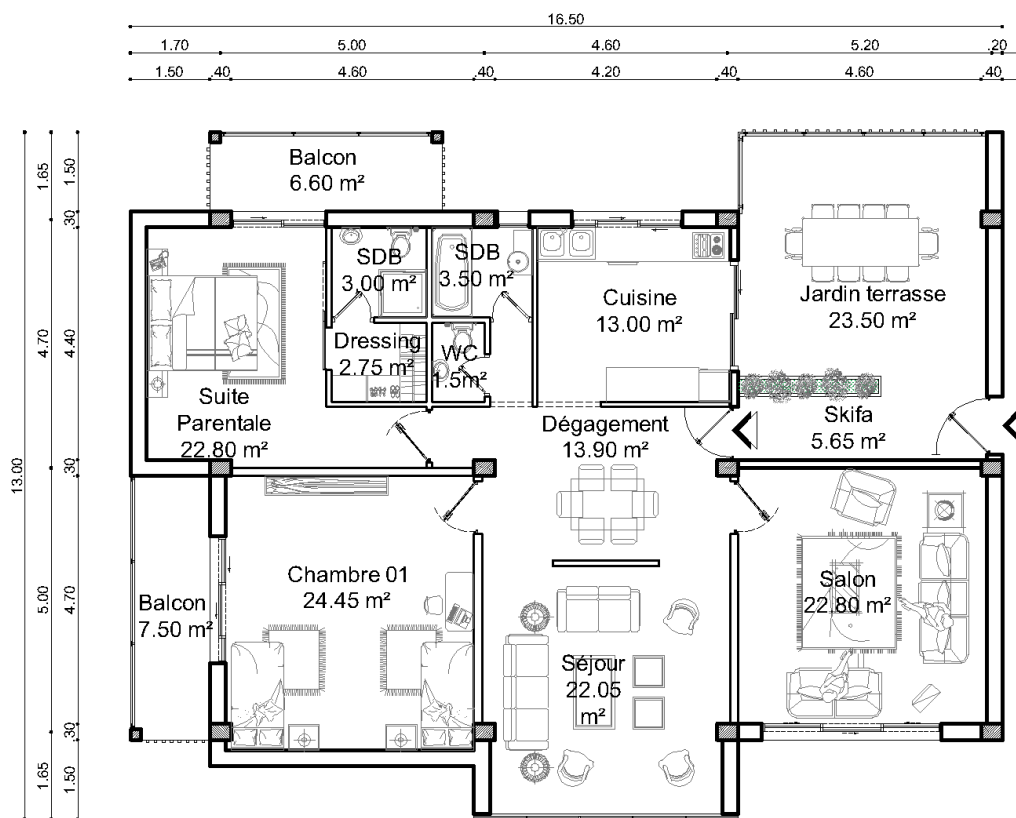 16.50
1.70 5.00 4.60 5.20 .20
1.50 .40 4.60 .40 4.20 .40 4.60 .40
13.00
1.65 4.70 5.00 1.65
1.50 .30 4.40 .30 4.70 .30 1.50
Balcon
6.60 m²
SDB
3.00 m²
SDB
3.50 m²
Cuisine
13.00 m²
Jardin terrasse
23.50 m²
Dressing
2.75 m²
WC
1.5m²
Suite
Parentale
22.80 m²
Dégagement
13.90 m²
Skifa
5.65 m²
Chambre 01
24.45 m²
Balcon
7.50 m²
Séjour
22.05
m²
Salon
22.80 m²